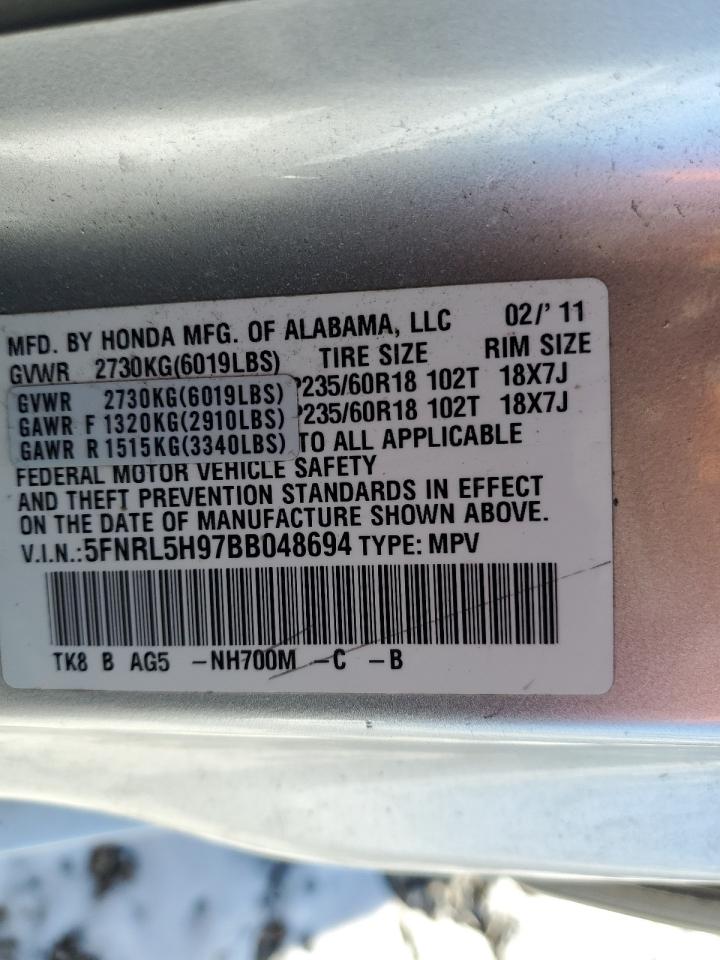 MFD. BY HONDA MFG. OF ALABAMA, LLC 02/' 11
GVWR 2730KG(6019LBS) TIRE SIZE RIM SIZE
GVWR 2730KG(6019LBS) P235/60R18 102T 18X7J
GAWR F 1320KG(2910LBS) P235/60R18 102T 18X7J
GAWR R 1515KG(3340LBS) TO ALL APPLICABLE
FEDERAL MOTOR VEHICLE SAFETY
AND THEFT PREVENTION STANDARDS IN EFFECT
ON THE DATE OF MANUFACTURE SHOWN ABOVE.
V.I.N.:5FNRL5H97BB048694 TYPE: MPV
TK8 B AG5 -NH700M -C -B